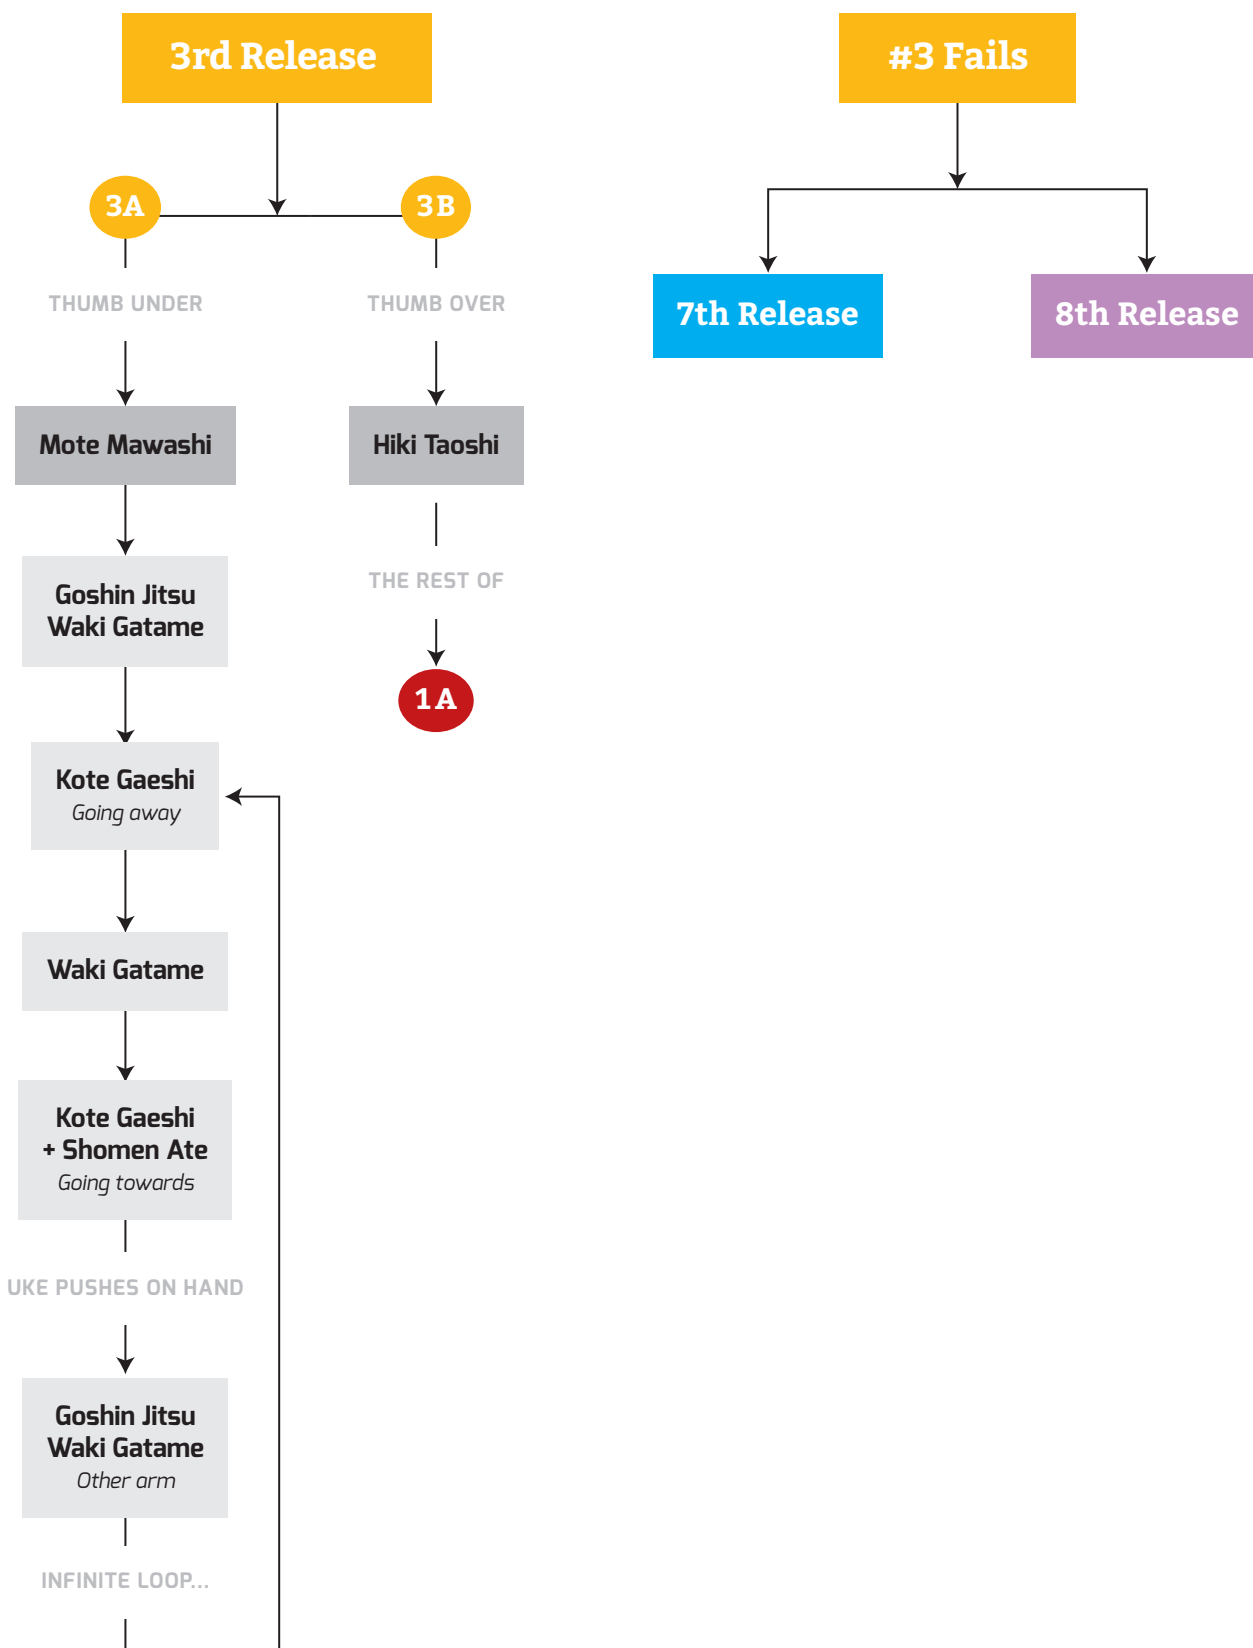 3rd Release
#3 Fails
3A
3B
THUMB UNDER
THUMB OVER
7th Release
8th Release
Mote Mawashi
Hiki Taoshi
Goshin Jitsu
Waki Gatame
THE REST OF
1A
Kote Gaeshi
Going away
Waki Gatame
Kote Gaeshi
+ Shomen Ate
Going towards
UKE PUSHES ON HAND
Goshin Jitsu
Waki Gatame
Other arm
INFINITE LOOP...